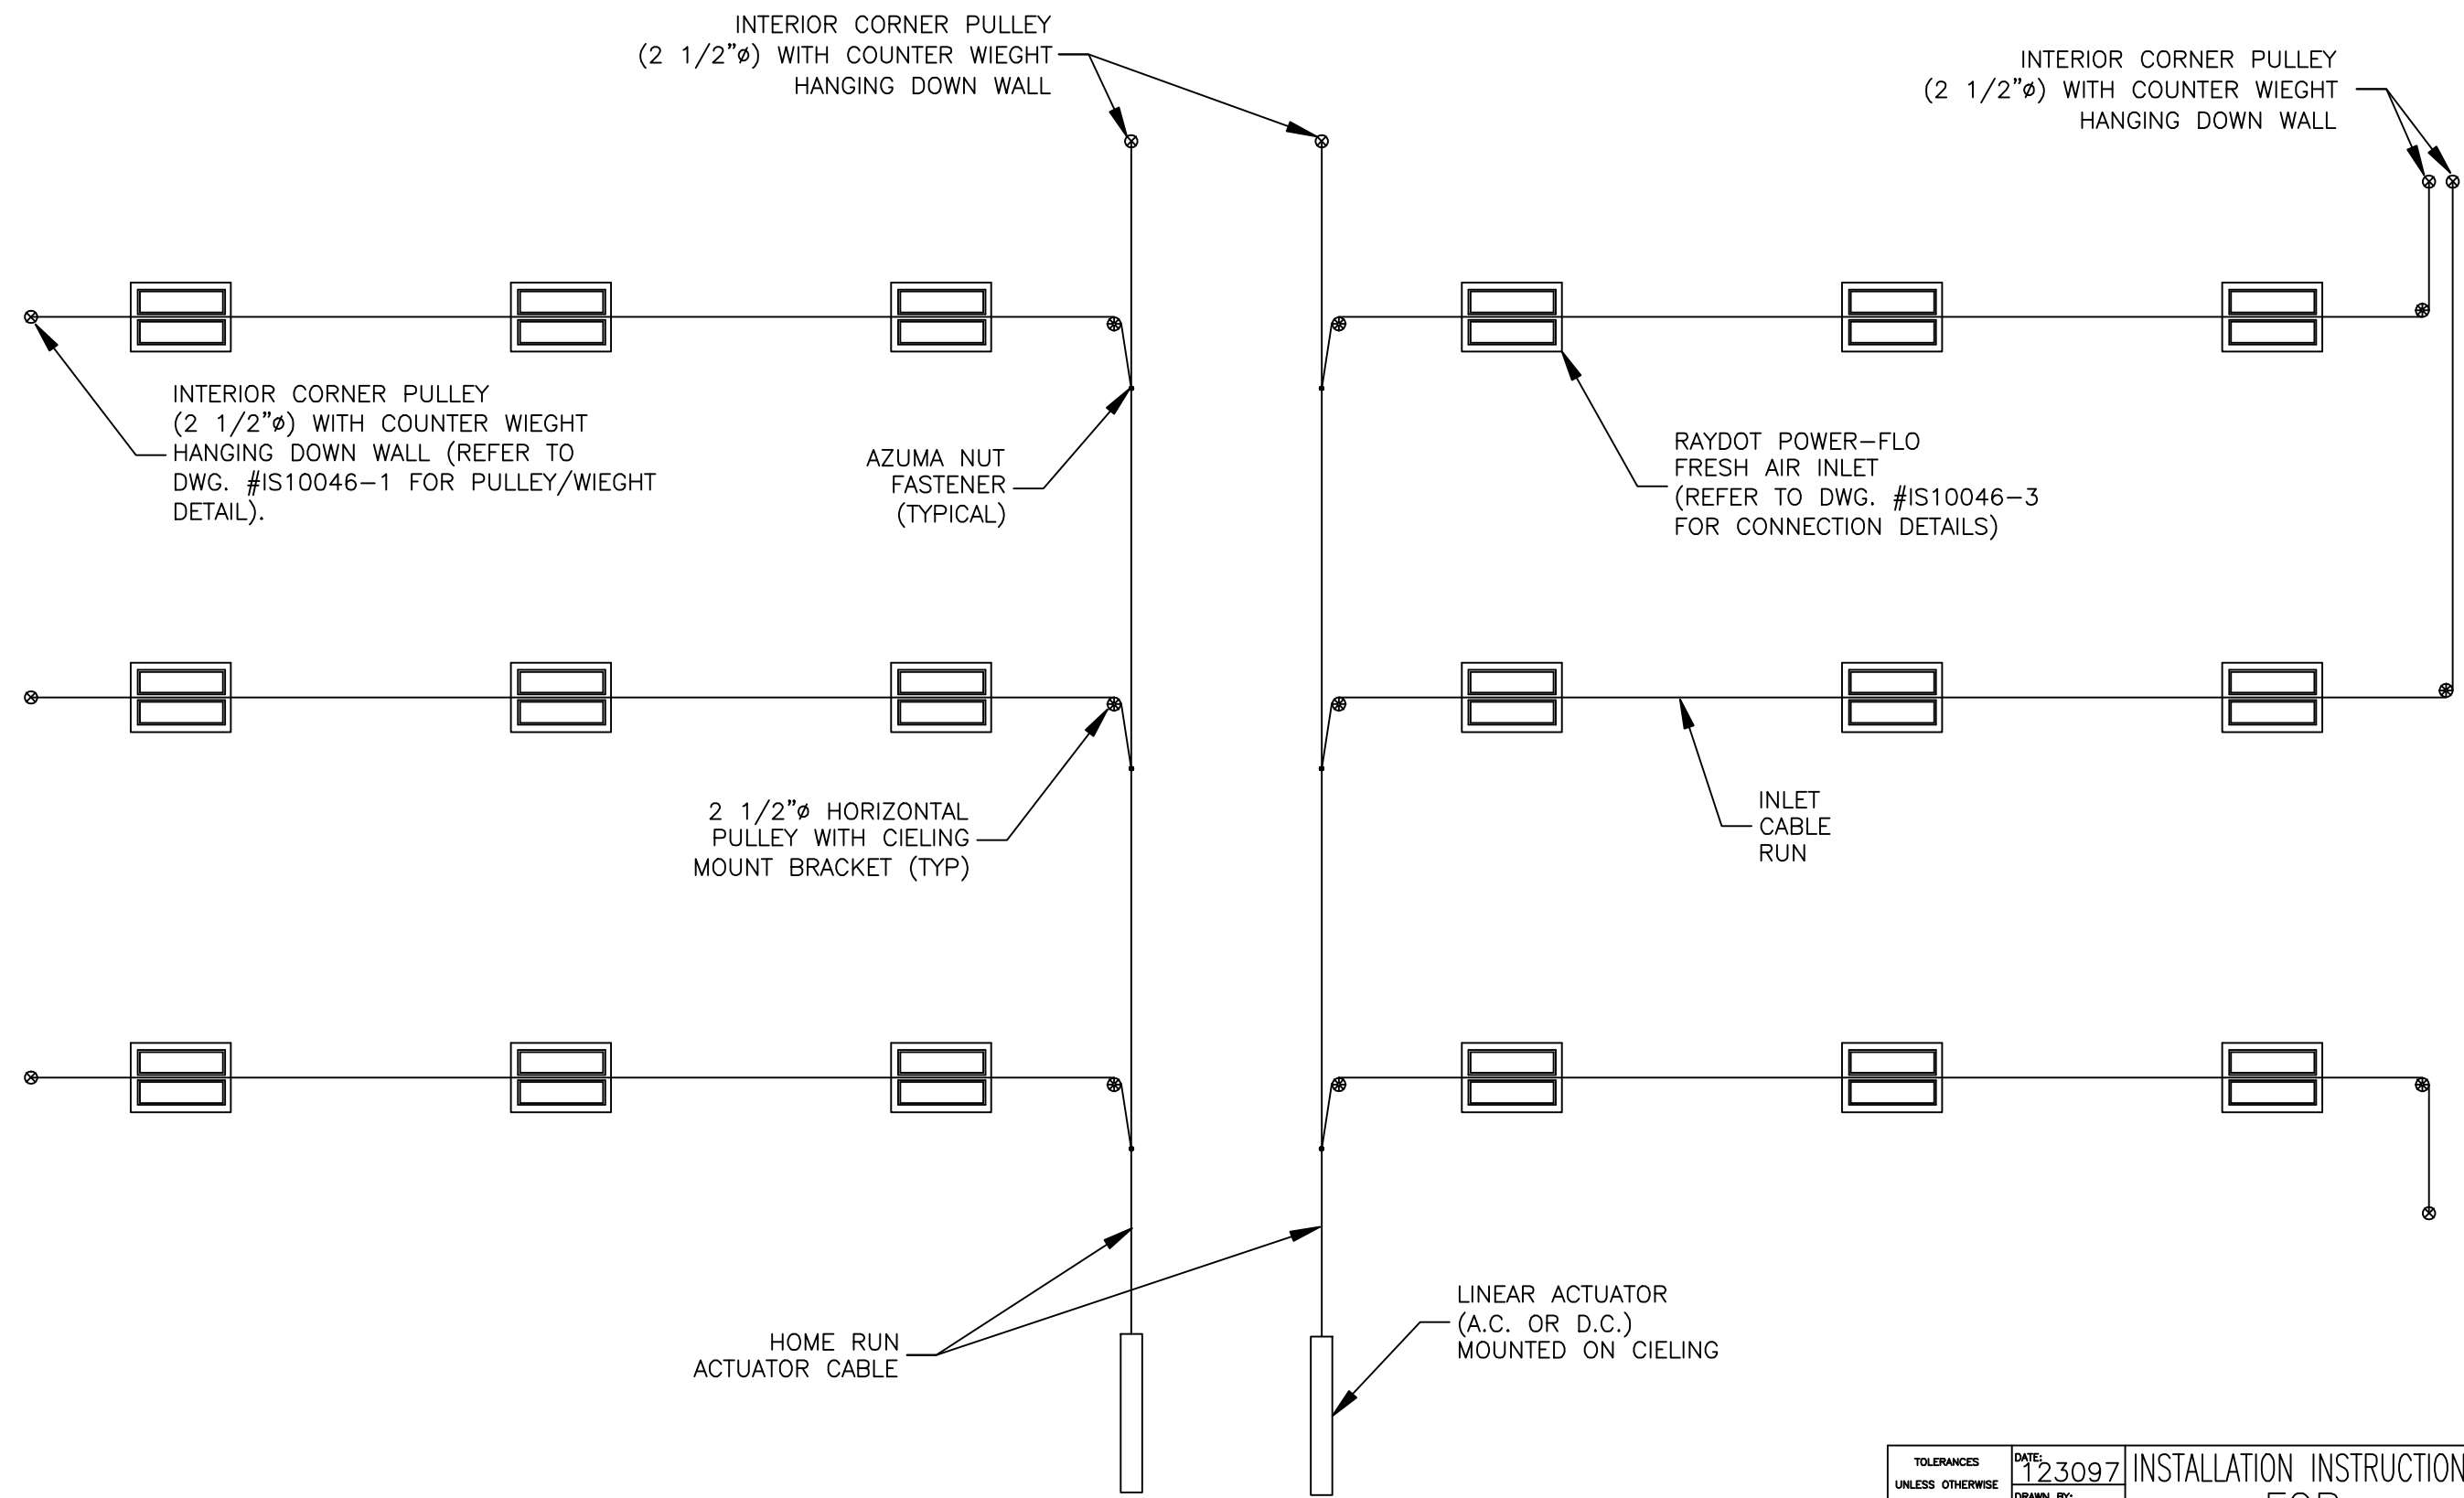 INTERIOR CORNER PULLEY
(2 1/2"ø) WITH COUNTER WIEGHT
HANGING DOWN WALL
INTERIOR CORNER PULLEY
(2 1/2"ø) WITH COUNTER WIEGHT
HANGING DOWN WALL
INTERIOR CORNER PULLEY
(2 1/2"ø) WITH COUNTER WIEGHT
HANGING DOWN WALL (REFER TO
DWG. #IS10046-1 FOR PULLEY/WIEGHT
DETAIL).
AZUMA NUT
FASTENER
(TYPICAL)
RAYDOT POWER-FLO
FRESH AIR INLET
(REFER TO DWG. #IS10046-3
FOR CONNECTION DETAILS)
2 1/2"ø HORIZONTAL
PULLEY WITH CIELING
MOUNT BRACKET (TYP)
INLET
CABLE
RUN
HOME RUN
ACTUATOR CABLE
LINEAR ACTUATOR
(A.C. OR D.C.)
MOUNTED ON CIELING
TOLERANCES
UNLESS OTHERWISE
DATE:
123097
DRAWN BY:
INSTALLATION INSTRUCTION